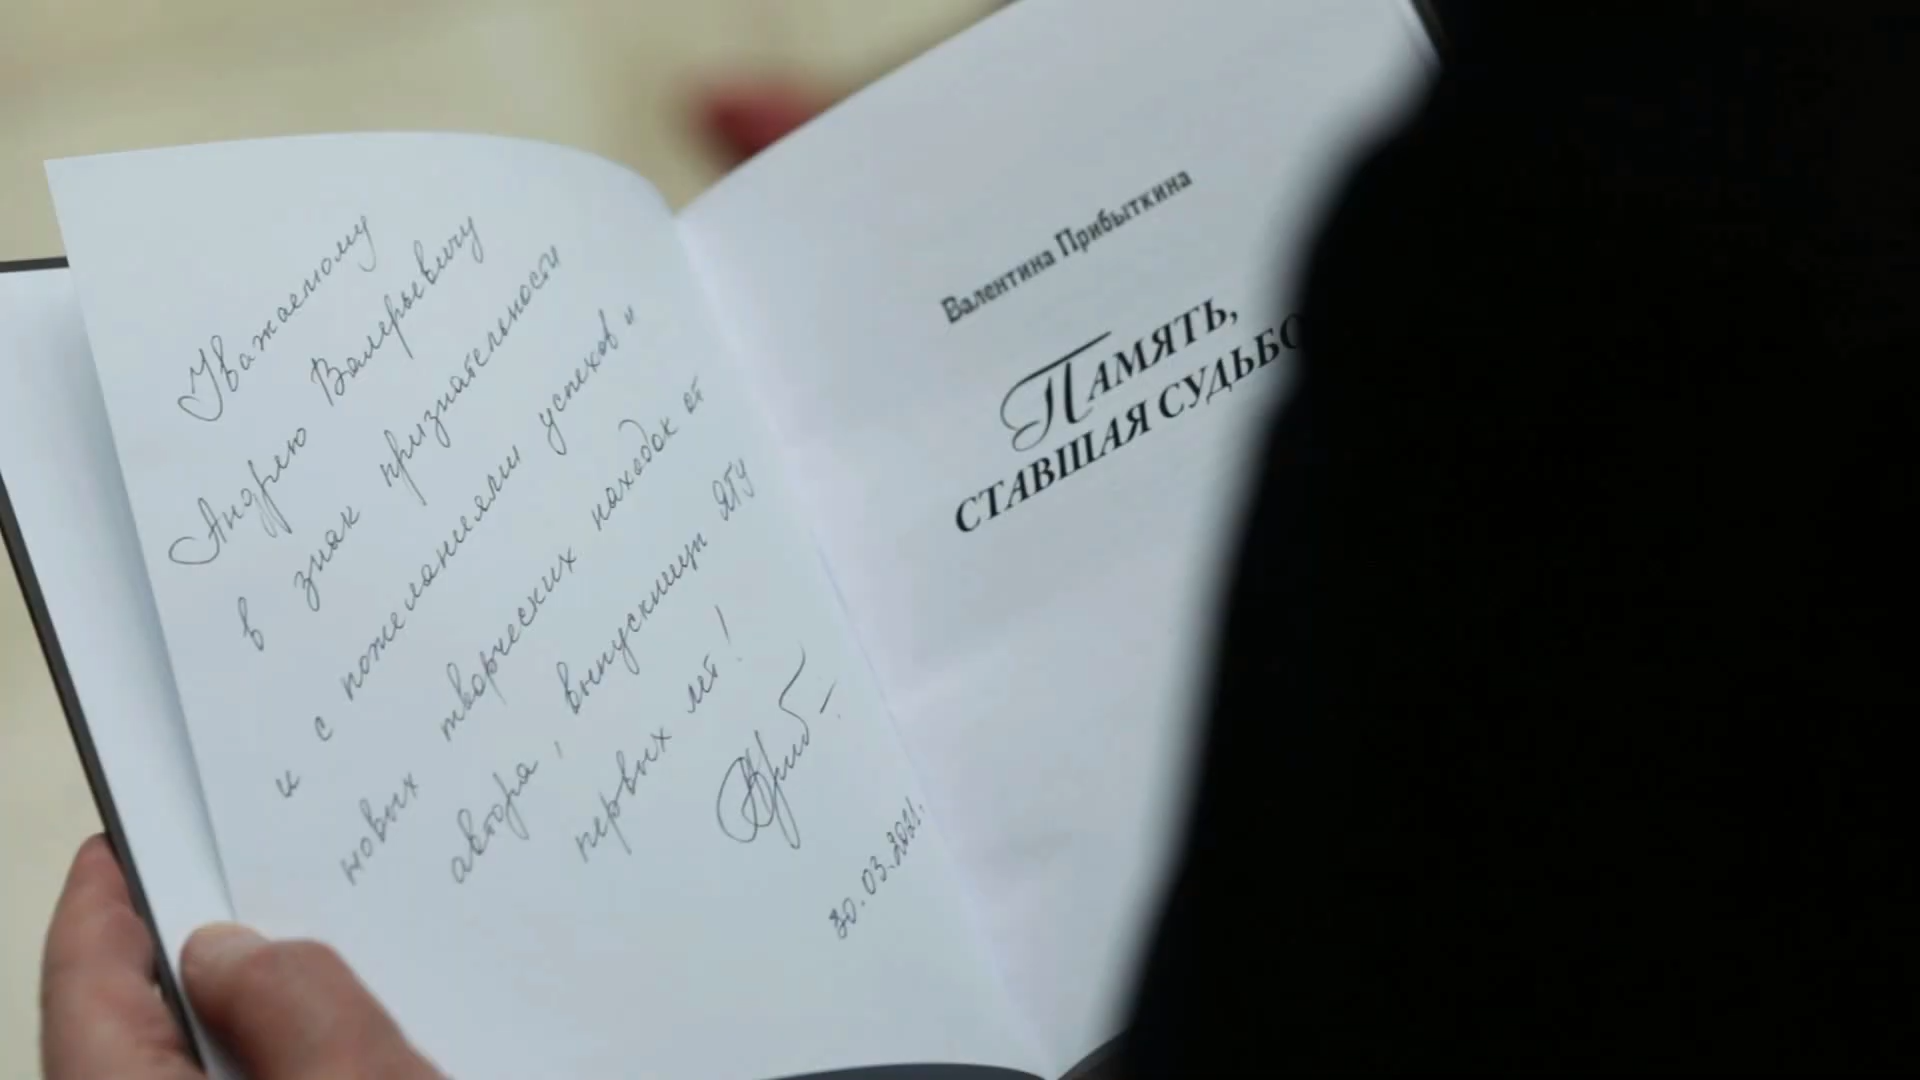 Уважаемому
Андрею Валерьевичу
в знак признательности
и с пожеланиями успехов и
новых творческих находок от
автора, выпускницы ЯГУ
первых лет!
30.03.2021.
Валентина Прибыткина
ПАМЯТЬ,
СТАВШАЯ СУДЬБО